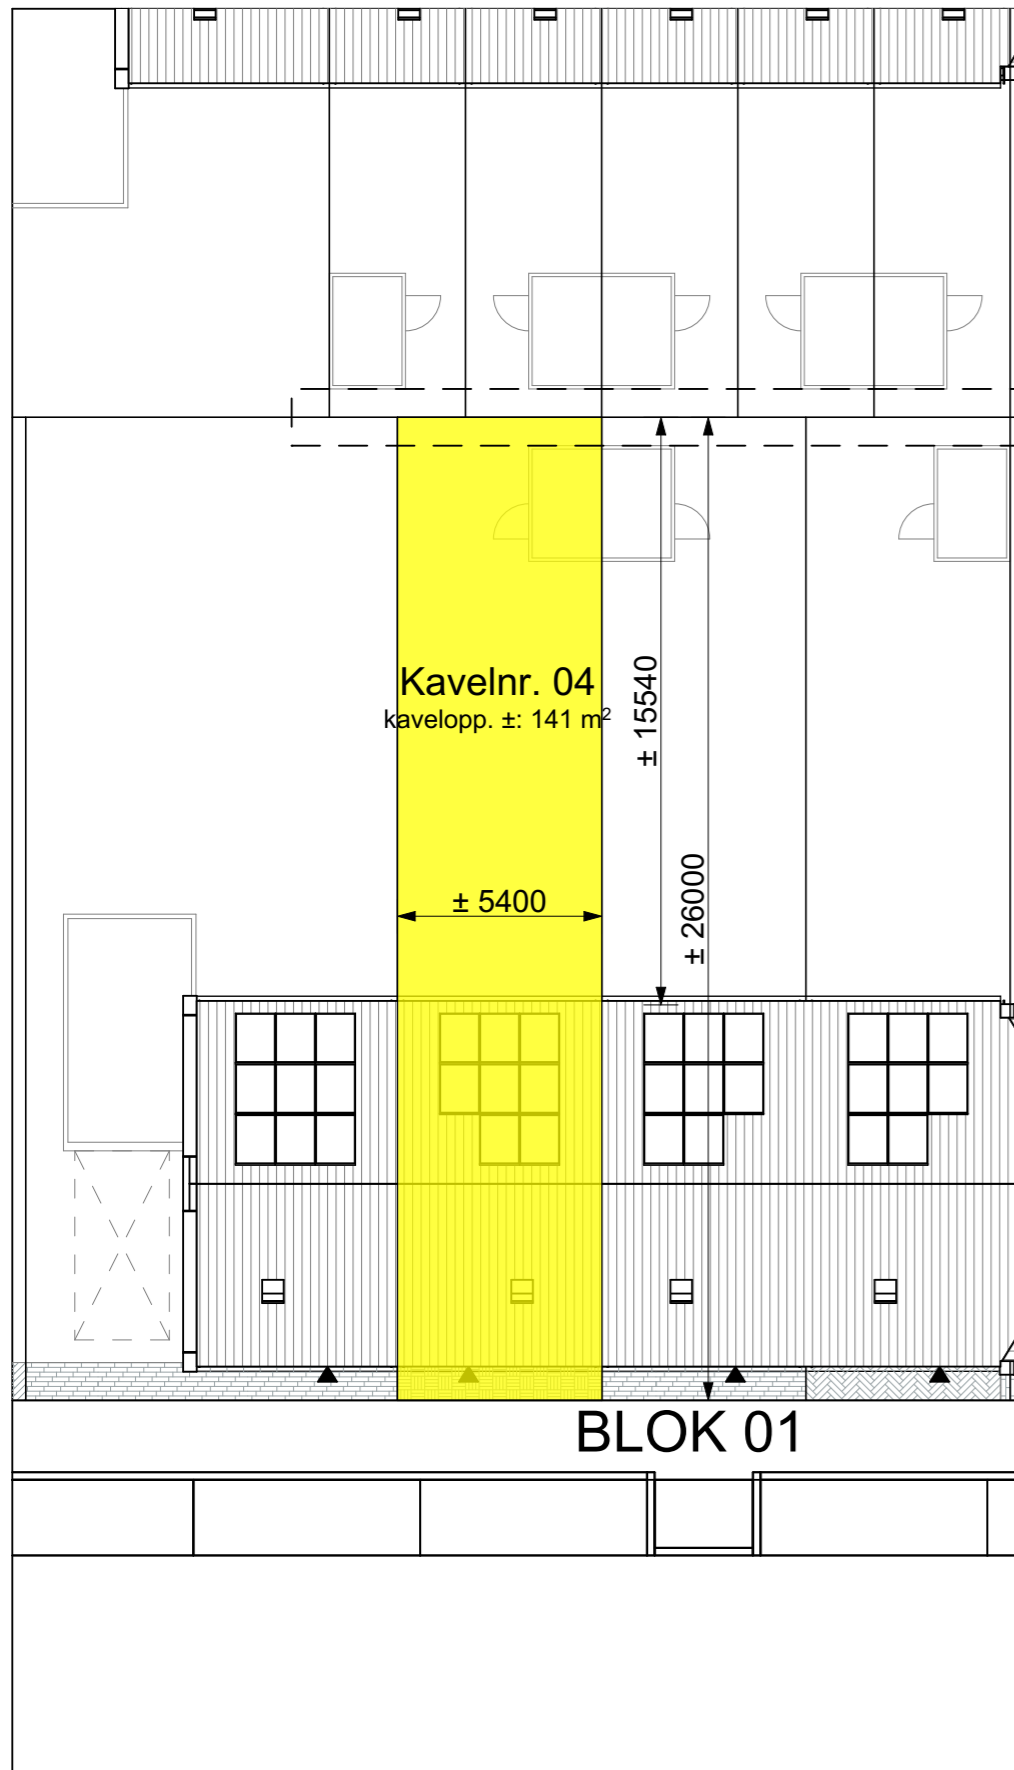 Kavelnr. 04
kavelopp. ±: 141 m²
± 15540
± 26000
± 5400
BLOK 01